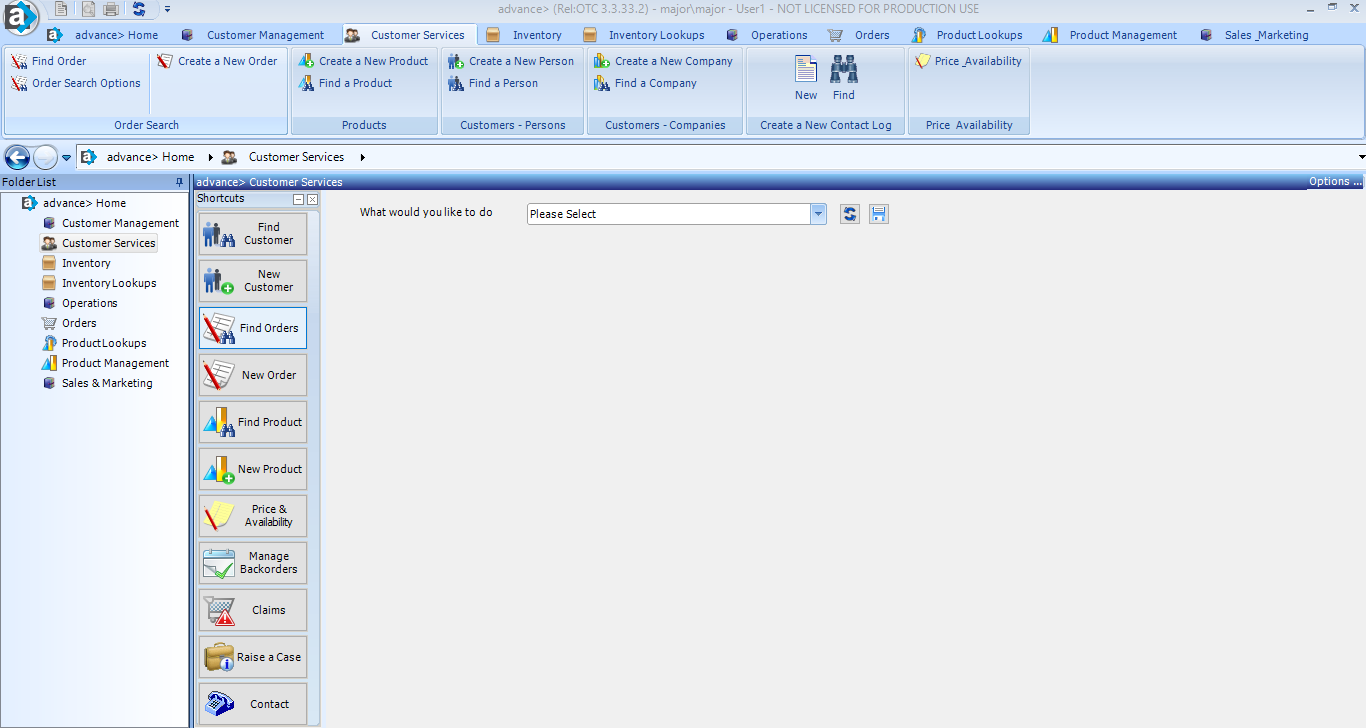 advance> (Rel:OTC 3.3.33.2) - major\major - User1 - NOT LICENSED FOR PRODUCTION USE
advance> Home Customer Management Customer Services Inventory Inventory Lookups Operations Orders Product Lookups Product Management Sales _Marketing
Find Order Create a New Order Create a New Product Create a New Person Create a New Company Price _Availability
Order Search Options Find a Product Find a Person Find a Company
New Find
Order Search Products Customers - Persons Customers - Companies Create a New Contact Log Price Availability
advance> Home Customer Services
Folder List
advance> Home
Customer Management
Customer Services
Inventory
Inventory Lookups
Operations
Orders
Product Lookups
Product Management
Sales & Marketing
advance> Customer Services Options ...
Shortcuts
Find
Customer
New
Customer
Find Orders
New Order
Find Product
New Product
Price &
Availability
Manage
Backorders
Claims
Raise a Case
Contact
What would you like to do Please Select